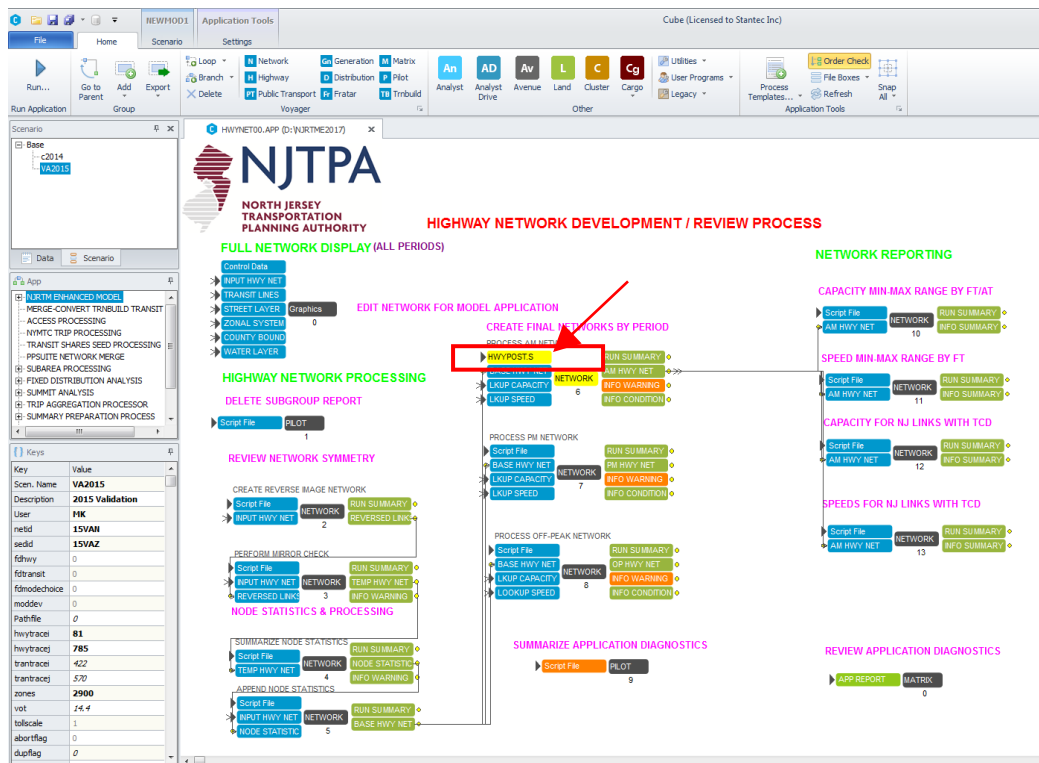 NEWMOD1 Application Tools Cube (Licensed to Stantec Inc)
File Home Scenario Settings
Run...
Go to Parent
Add
Export
Loop
Branch
Delete
N Network Gn Generation M Matrix
H Highway D Distribution P Pilot
PT Public Transport Fr Fratar TB Trnbuild
An AD Av L C Cg
Analyst Analyst Drive Avenue Land Cluster Cargo
Utilities
User Programs
Legacy
Process Templates...
Order Check
File Boxes
Refresh
Snap All
Run Application Group Voyager Other Application Tools
Scenario
Base
c2014
VA2015
Data Scenario
App
NJRTM ENHANCED MODEL
MERGE-CONVERT TRNBUILD TRANSIT
ACCESS PROCESSING
NYMTC TRIP PROCESSING
TRANSIT SHARES SEED PROCESSING
PPSUITE NETWORK MERGE
SUBAREA PROCESSING
FIXED DISTRIBUTION ANALYSIS
SUMMIT ANALYSIS
TRIP AGGREGATION PROCESSOR
SUMMARY PREPARATION PROCESS
Keys
Key Value
Scen. Name VA2015
Description 2015 Validation
User MK
netid 15VAN
sedid 15VAZ
fdhwy 0
fdtransit 0
fdmodechoice 0
moddev 0
Pathfile 0
hwytracei 81
hwytracej 785
trantracei 422
trantracej 570
zones 2900
vot 14.4
tollscale 1
abortflag 0
dupflag 0
HWYNET00.APP (D:\NJRTME2017)
NJTPA
NORTH JERSEY
TRANSPORTATION
PLANNING AUTHORITY
HIGHWAY NETWORK DEVELOPMENT / REVIEW PROCESS
FULL NETWORK DISPLAY (ALL PERIODS)
Control Data
INPUT HWY NET
TRANSIT LINES
STREET LAYER Graphics
ZONAL SYSTEM 0
COUNTY BOUND
WATER LAYER
EDIT NETWORK FOR MODEL APPLICATION
HIGHWAY NETWORK PROCESSING
DELETE SUBGROUP REPORT
Script File PILOT
1
REVIEW NETWORK SYMMETRY
CREATE REVERSE IMAGE NETWORK
Script File RUN SUMMARY
INPUT HWY NET NETWORK REVERSED LINK
2
PERFORM MIRROR CHECK
Script File RUN SUMMARY
INPUT HWY NET NETWORK TEMP HWY NET
REVERSED LINKS 3 INFO WARNING
NODE STATISTICS & PROCESSING
SUMMARIZE NODE STATISTICS
Script File RUN SUMMARY
TEMP HWY NET NETWORK NODE STATISTIC
4 INFO WARNING
APPEND NODE STATISTICS
Script File RUN SUMMARY
INPUT HWY NET NETWORK BASE HWY NET
NODE STATISTIC 5
CREATE FINAL NETWORKS BY PERIOD
PROCESS AM NETW
HWYPOST.S RUN SUMMARY
BASE HWY NET AM HWY NET
LKUP CAPACITY NETWORK INFO WARNING
LKUP SPEED 6 INFO CONDITION
PROCESS PM NETWORK
Script File RUN SUMMARY
BASE HWY NET PM HWY NET
LKUP CAPACITY NETWORK INFO WARNING
LKUP SPEED 7 INFO CONDITION
PROCESS OFF-PEAK NETWORK
Script File RUN SUMMARY
BASE HWY NET OP HWY NET
LKUP CAPACITY NETWORK INFO WARNING
LOOKUP SPEED 8 INFO CONDITION
SUMMARIZE APPLICATION DIAGNOSTICS
Script File PILOT
9
NETWORK REPORTING
CAPACITY MIN-MAX RANGE BY FT/AT
Script File RUN SUMMARY
AM HWY NET NETWORK INFO SUMMARY
10
SPEED MIN-MAX RANGE BY FT
Script File RUN SUMMARY
AM HWY NET NETWORK INFO SUMMARY
11
CAPACITY FOR NJ LINKS WITH TCD
Script File RUN SUMMARY
AM HWY NET NETWORK INFO SUMMARY
12
SPEEDS FOR NJ LINKS WITH TCD
Script File RUN SUMMARY
AM HWY NET NETWORK INFO SUMMARY
13
REVIEW APPLICATION DIAGNOSTICS
APP REPORT MATRIX
0